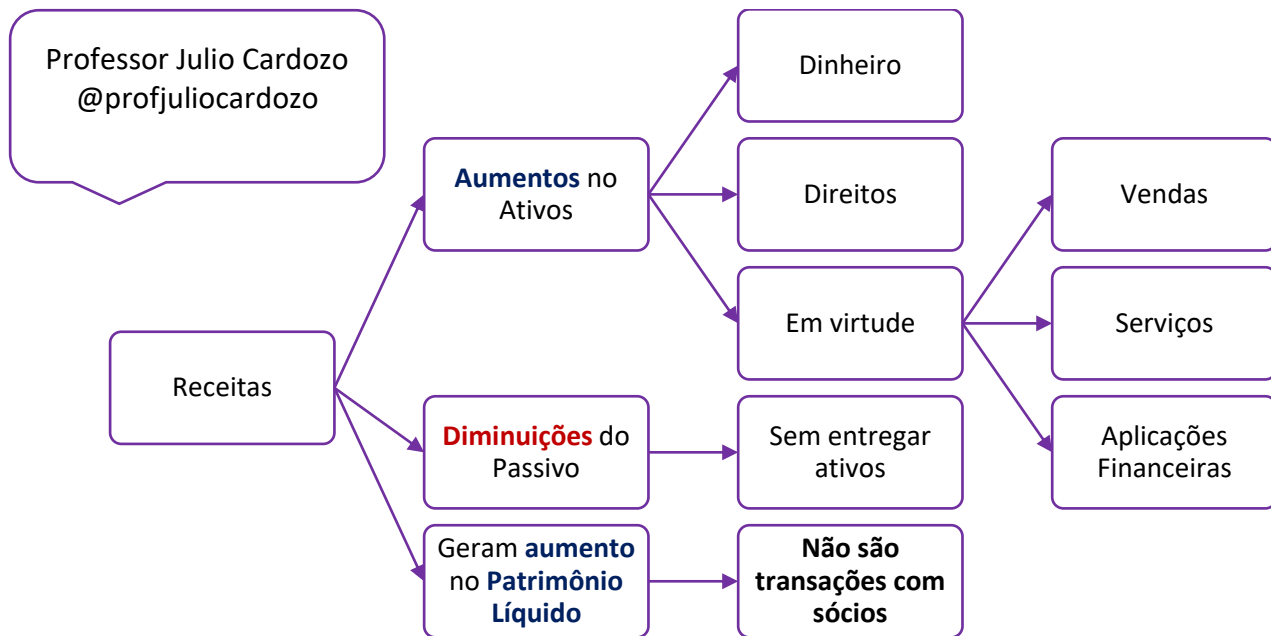 Professor Julio Cardozo
@profjuliocardozo
Receitas
Aumentos no
Ativos
Dinheiro
Direitos
Em virtude
Vendas
Serviços
Aplicações
Financeiras
Diminuições do
Passivo
Sem entregar
ativos
Geram aumento
no Patrimônio
Líquido
Não são
transações com
sócios